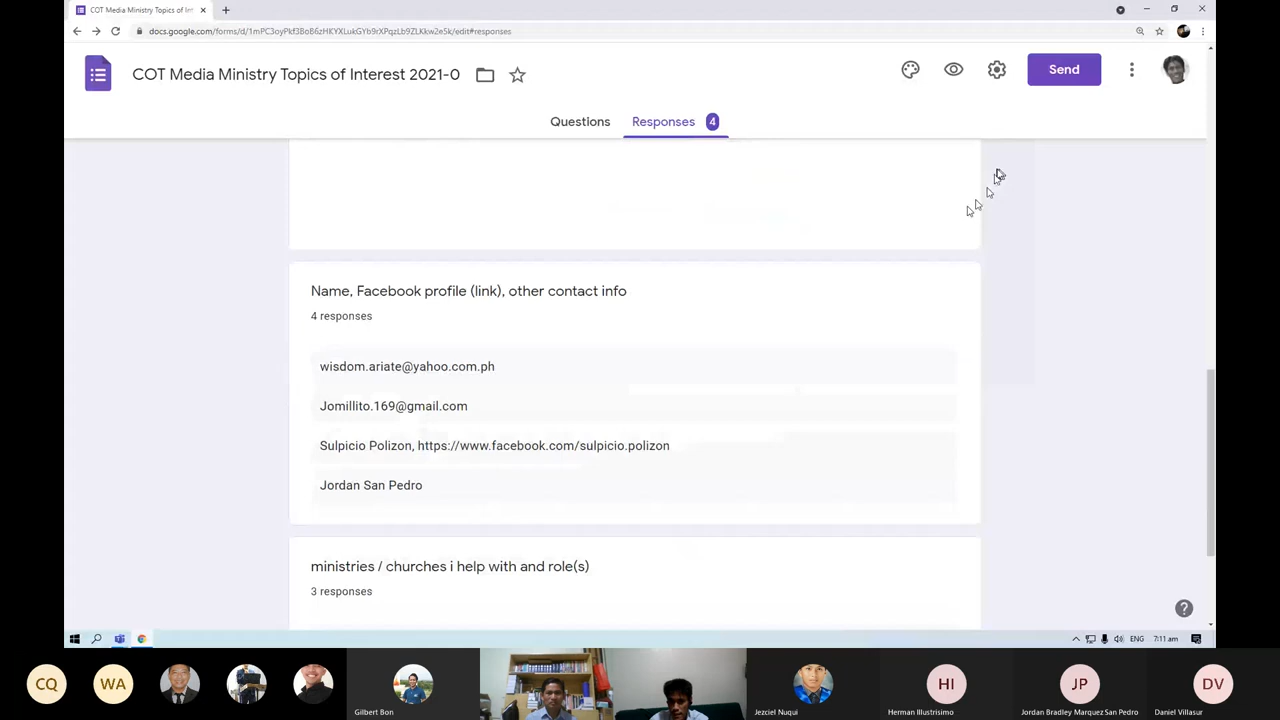 COT Media Ministry Topics of Int
docs.google.com/forms/d/1mPC3oyPkf3BoB6zHKYXLukGYb9rXPqzLb9ZLKkw2e5k/edit#responses
COT Media Ministry Topics of Interest 2021-0
Send
Questions
Responses 4
Name, Facebook profile (link), other contact info
4 responses
wisdom.ariate@yahoo.com.ph
Jomillito.169@gmail.com
Sulpicio Polizon, https://www.facebook.com/sulpicio.polizon
Jordan San Pedro
ministries / churches i help with and role(s)
3 responses
ENG 7:11 am
CQ
WA
Gilbert Bon
Jezciel Nuqui
HI
Herman Illustrisimo
JP
Jordan Bradley Marquez San Pedro
DV
Daniel Villasur